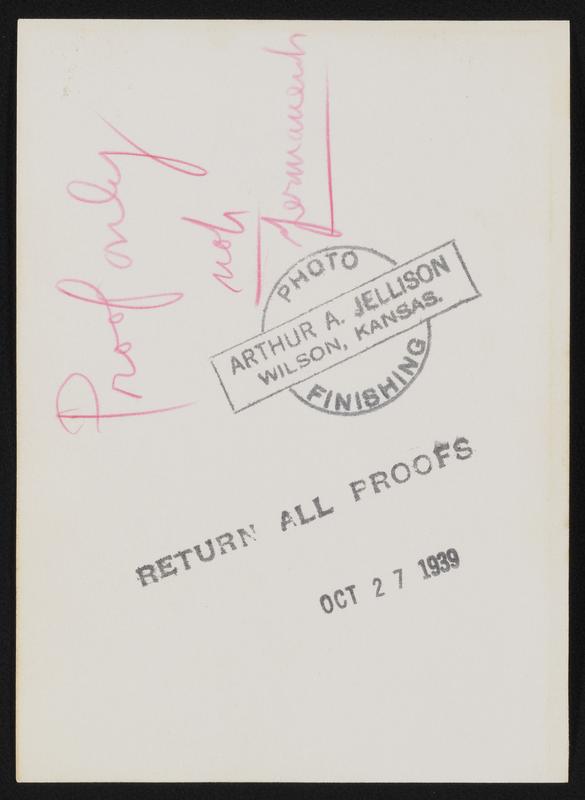 Proof only
not
permanent
PHOTO
ARTHUR A. JELLISON
WILSON, KANSAS.
FINISHING
RETURN ALL PROOFS
OCT 27 1939